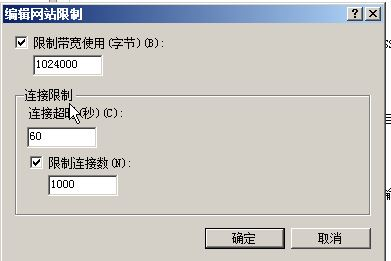 编辑网站限制
限制带宽使用(字节)(B):
1024000
连接限制
连接超时(秒)(C):
60
限制连接数(N):
1000
确定
取消